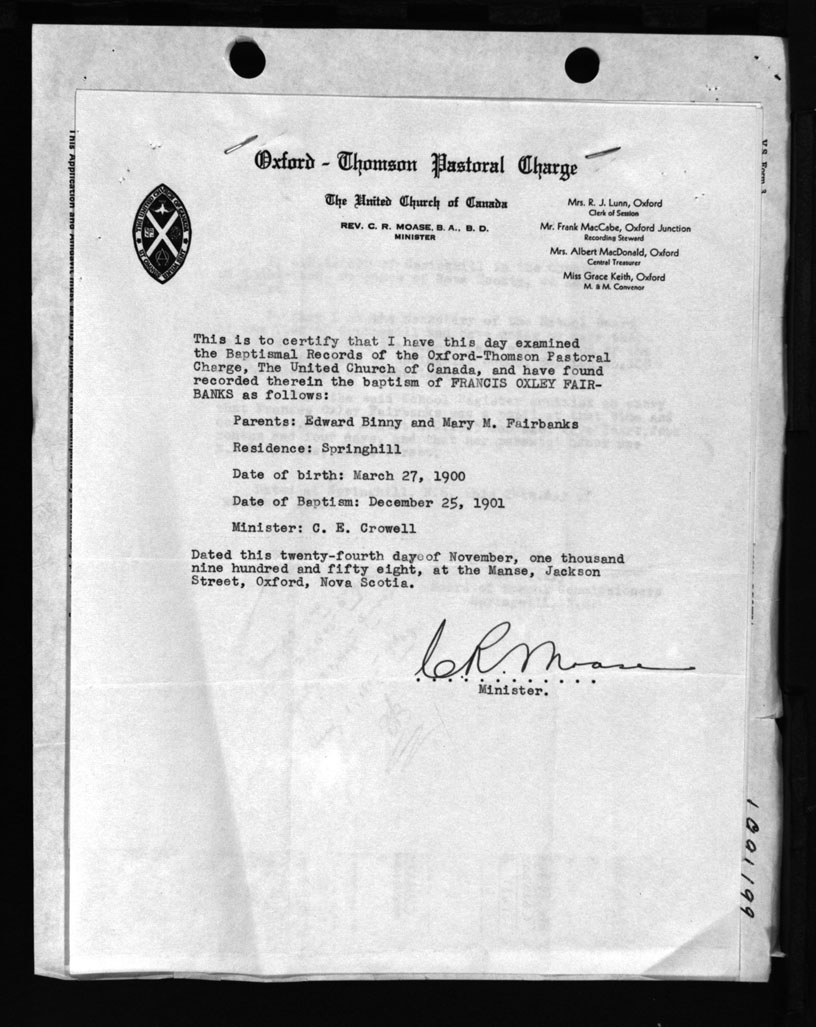 Oxford - Thomson Pastoral Charge
The United Church of Canada
REV. C. R. MOASE, B. A., B. D.
MINISTER
Mrs. R. J. Lunn, Oxford
Clerk of Session
Mr. Frank MacCabe, Oxford Junction
Recording Steward
Mrs. Albert MacDonald, Oxford
Central Treasurer
Miss Grace Keith, Oxford
M. & M. Convenor
This is to certify that I have this day examined
the Baptismal Records of the Oxford-Thomson Pastoral
Charge, The United Church of Canada, and have found
recorded therein the baptism of FRANCIS OXLEY FAIR-
BANKS as follows:
Parents: Edward Binny and Mary M. Fairbanks
Residence: Springhill
Date of birth: March 27, 1900
Date of Baptism: December 25, 1901
Minister: C. E. Crowell
Dated this twenty-fourth day of November, one thousand
nine hundred and fifty eight, at the Manse, Jackson
Street, Oxford, Nova Scotia.
C R. Moase
Minister.
This Application and
V.S. Form 3